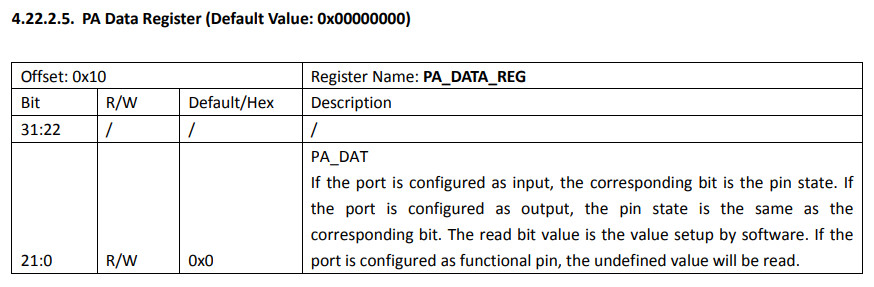 4.22.2.5. PA Data Register (Default Value: 0x00000000)
Offset: 0x10 Register Name: PA_DATA_REG
Bit R/W Default/Hex Description
31:22 / / /
PA_DAT
If the port is configured as input, the corresponding bit is the pin state. If
the port is configured as output, the pin state is the same as the
corresponding bit. The read bit value is the value setup by software. If the
21:0 R/W 0x0 port is configured as functional pin, the undefined value will be read.